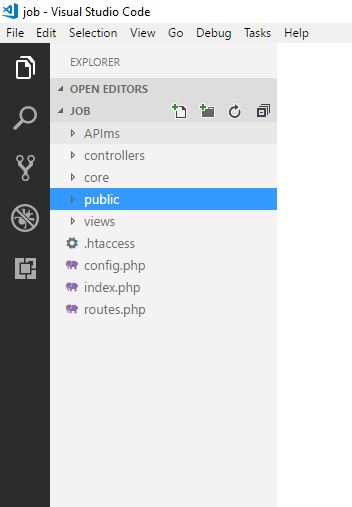 job - Visual Studio Code
File Edit Selection View Go Debug Tasks Help
EXPLORER
OPEN EDITORS
JOB
APIms
controllers
core
public
views
.htaccess
config.php
index.php
routes.php